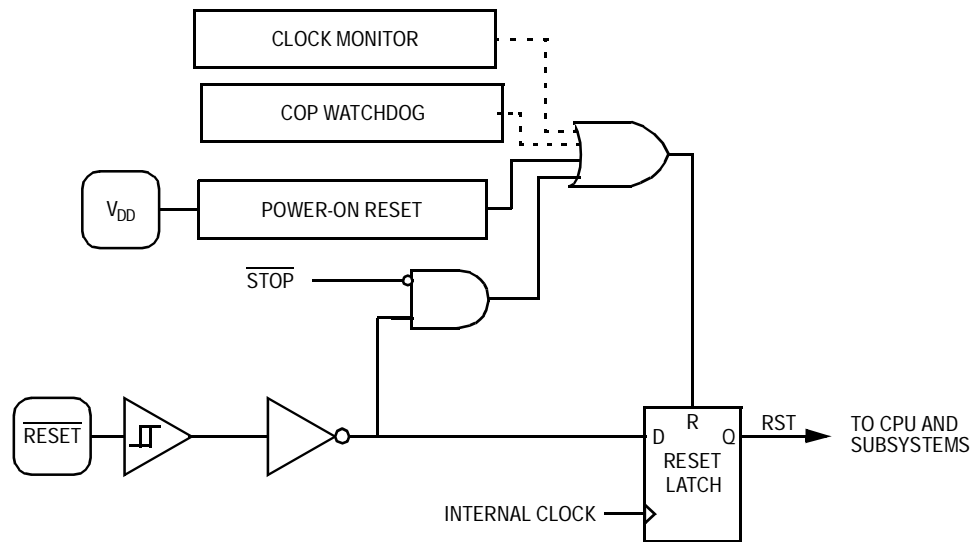 CLOCK MONITOR
COP WATCHDOG
V_DD
POWER-ON RESET
STOP
RESET
D
R
Q
RESET
LATCH
RST
TO CPU AND
SUBSYSTEMS
INTERNAL CLOCK